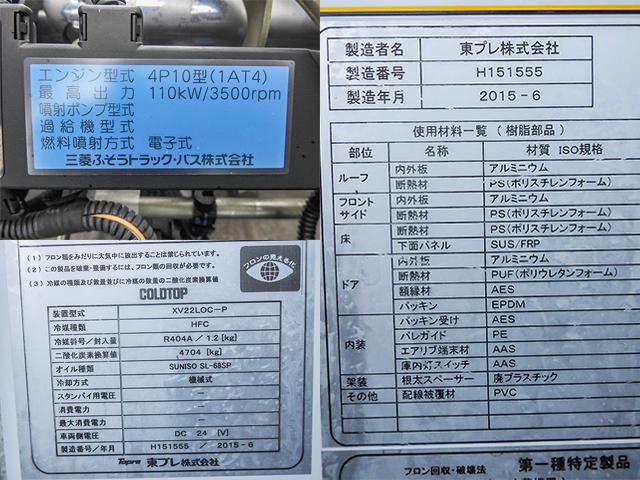 エンジン型式 4P10型(1AT4)
最高出力 110kW/3500rpm
噴射ポンプ型式
過給機型式
燃料噴射方式 電子式
三菱ふそうトラック・バス株式会社
(1) フロン類をみだりに大気中に放出することは禁じられています。
(2) この製品を廃棄・整備するには、フロン類の回収が必要です。
(3) 冷媒の種類及び数量並びに冷媒の数量の二酸化炭素換算値
フロンの見える化
COLDTOP
装置型式 XV22LOC-P
冷媒種類 HFC
冷媒番号/封入量 R404A / 1.2 [kg]
二酸化炭素換算値 4704 [kg]
オイル種類 SUNISO SL-68SP
冷却方式 機械式
スタンバイ用電圧 ー
消費電力 ー
最大消費電力 ー
車両側電圧 DC 24 [V]
製造番号/年月 H151555 / 2015-6
Topre 東プレ株式会社
製造者名 東プレ株式会社
製造番号 H151555
製造年月 2015-6
使用材料一覧 (樹脂部品)
部位 名称 材質 ISO規格
ルーフ 内外板 アルミニウム
断熱材 PS(ポリスチレンフォーム)
フロント サイド 内外板 アルミニウム
断熱材 PS(ポリスチレンフォーム)
床 断熱材 PS(ポリスチレンフォーム)
下面パネル SUS/FRP
ドア 内外板 アルミニウム
断熱材 PUF(ポリウレタンフォーム)
額縁材 AES
パッキン EPDM
内装 パッキン受け AES
バレガイド PE
エアリブ端末材 AAS
庫内灯スイッチ AAS
架装 根太スペーサー 廃プラスチック
その他 配線被覆材 PVC
フロン回収・破壊法 第一種特定製品